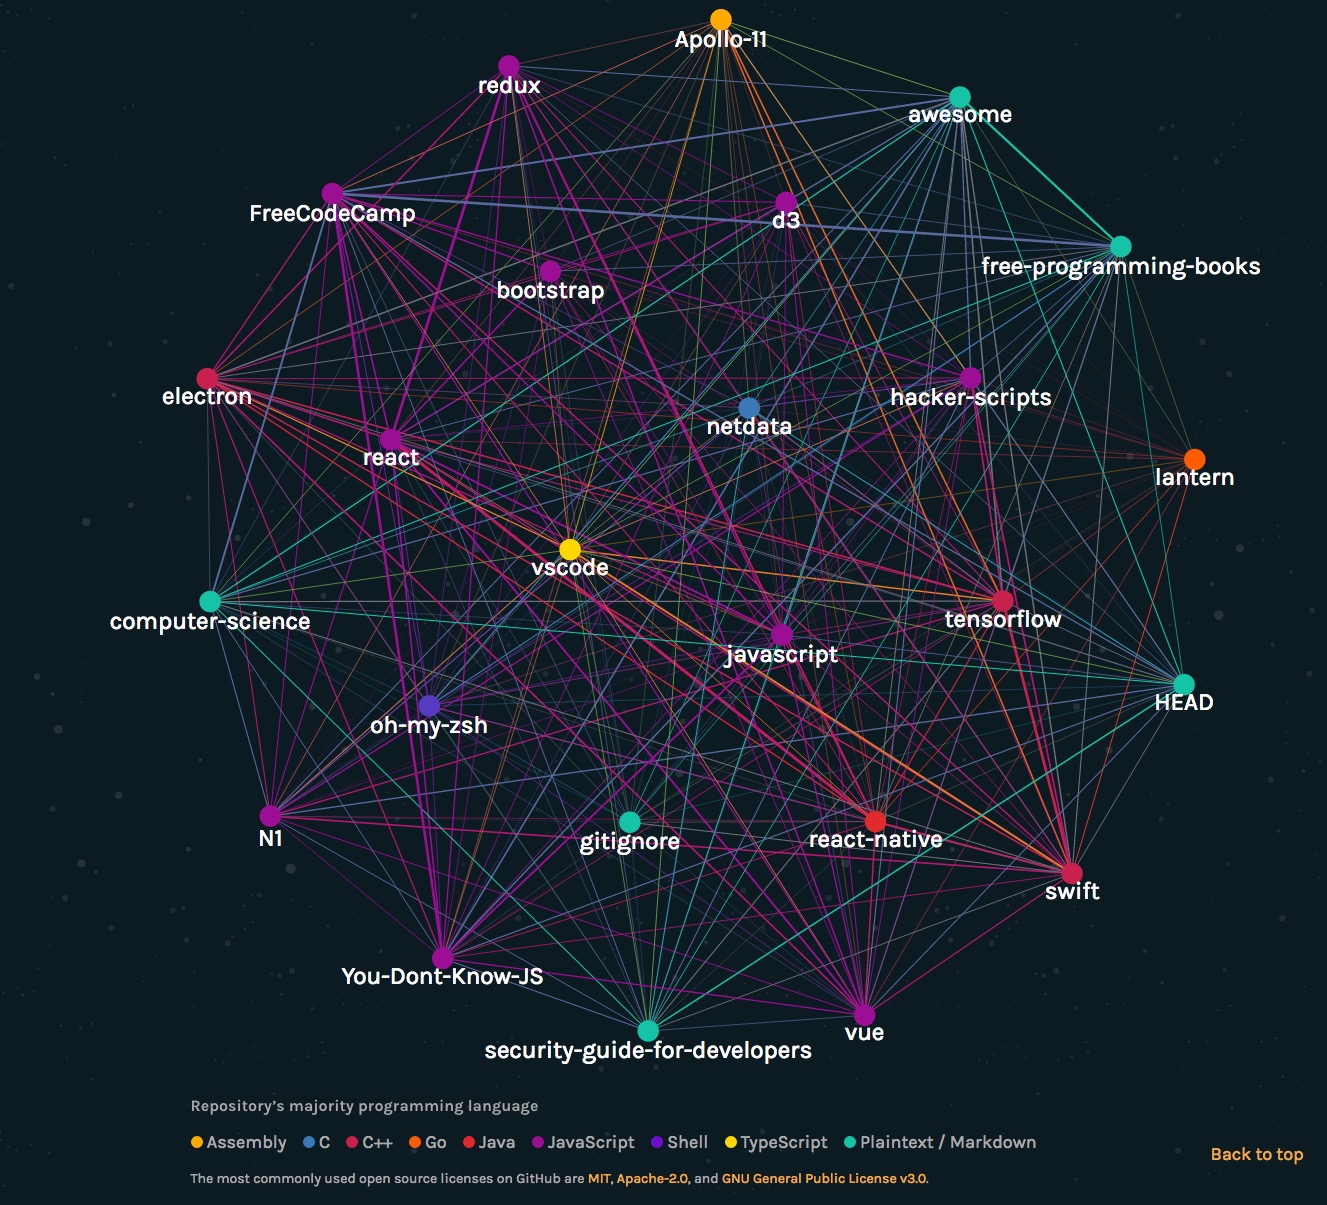 Apollo-11
redux
awesome
FreeCodeCamp
d3
free-programming-books
bootstrap
electron
hacker-scripts
netdata
react
lantern
vscode
computer-science
tensorflow
javascript
HEAD
oh-my-zsh
N1
gitignore
react-native
swift
You-Dont-Know-JS
vue
security-guide-for-developers
Repository's majority programming language
Assembly C C++ Go Java JavaScript Shell TypeScript Plaintext / Markdown
Back to top
The most commonly used open source licenses on GitHub are MIT, Apache-2.0, and GNU General Public License v3.0.